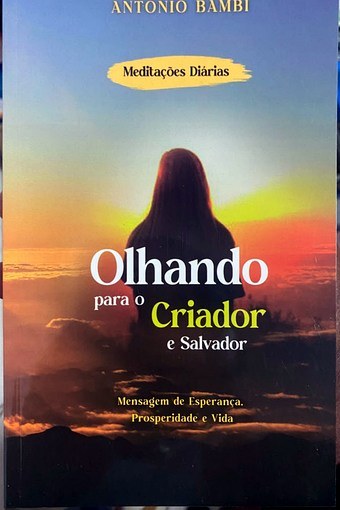 ANTONIO BAMBI
Meditações Diárias
Olhando
para o
Criador
e Salvador
Mensagem de Esperança,
Prosperidade e Vida